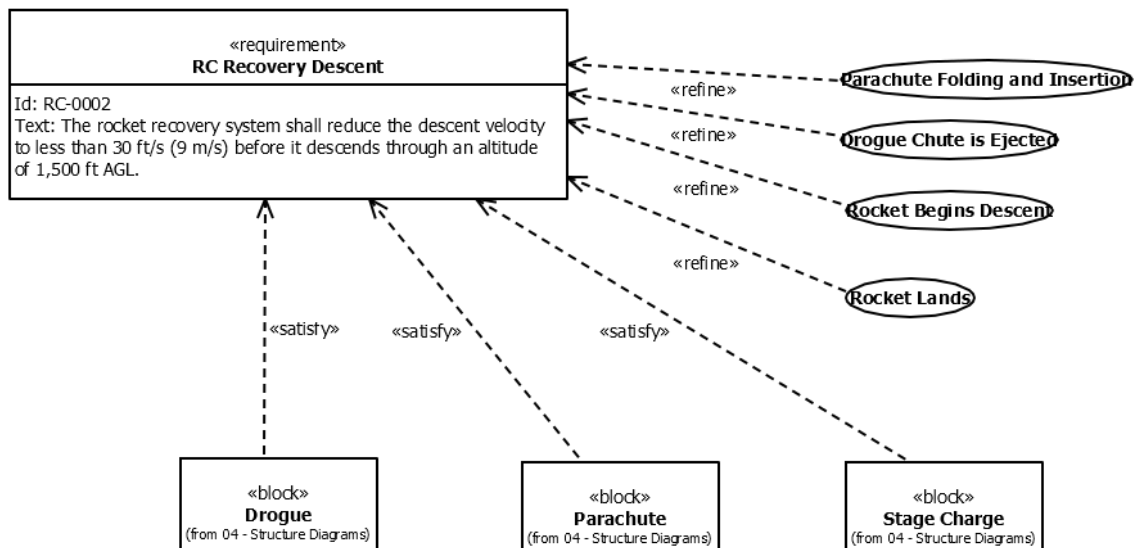 «requirement»
RC Recovery Descent
Id: RC-0002
Text: The rocket recovery system shall reduce the descent velocity
to less than 30 ft/s (9 m/s) before it descends through an altitude
of 1,500 ft AGL.
Parachute Folding and Insertion
«refine»
Drogue Chute is Ejected
«refine»
Rocket Begins Descent
«refine»
Rocket Lands
«refine»
«satisfy»
«satisfy»
«satisfy»
«block»
Drogue
(from 04 - Structure Diagrams)
«block»
Parachute
(from 04 - Structure Diagrams)
«block»
Stage Charge
(from 04 - Structure Diagrams)